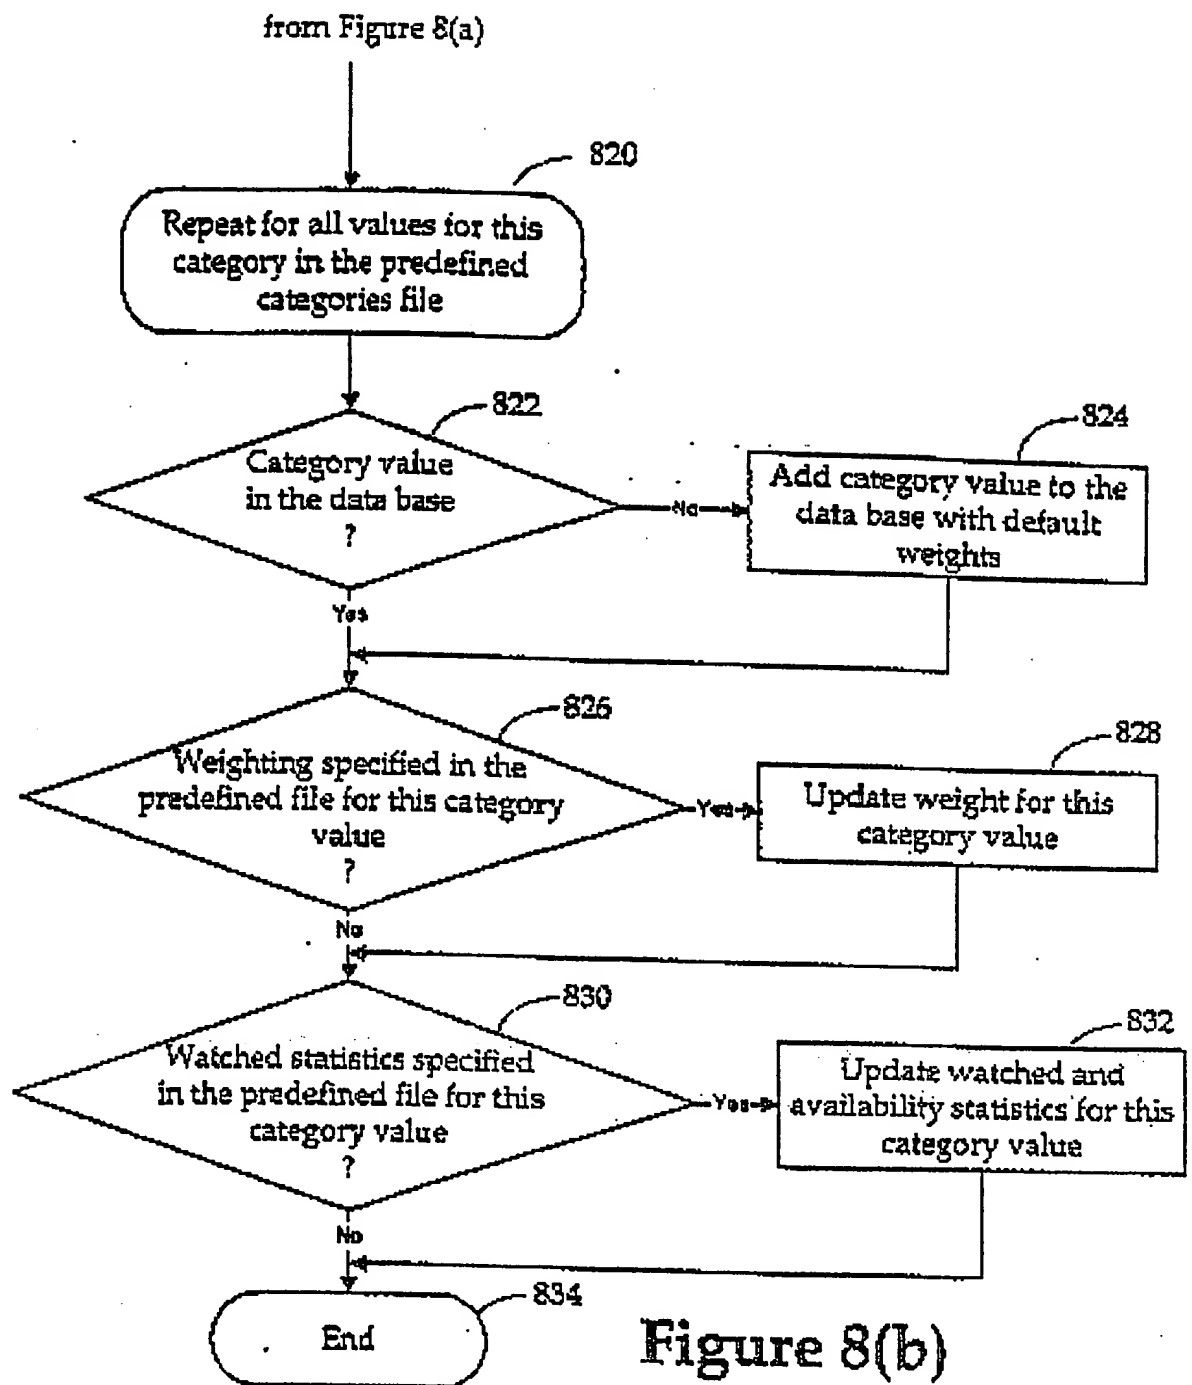 from Figure 8(a)
820
Repeat for all values for this
category in the predefined
categories file
822
Category value
in the data base
?
No
824
Add category value to the
data base with default
weights
Yes
826
Weighting specified in the
predefined file for this category
value
?
Yes
828
Update weight for this
category value
No
830
Watched statistics specified
in the predefined file for this
category value
?
Yes
832
Update watched and
availability statistics for this
category value
No
834
End
Figure 8(b)